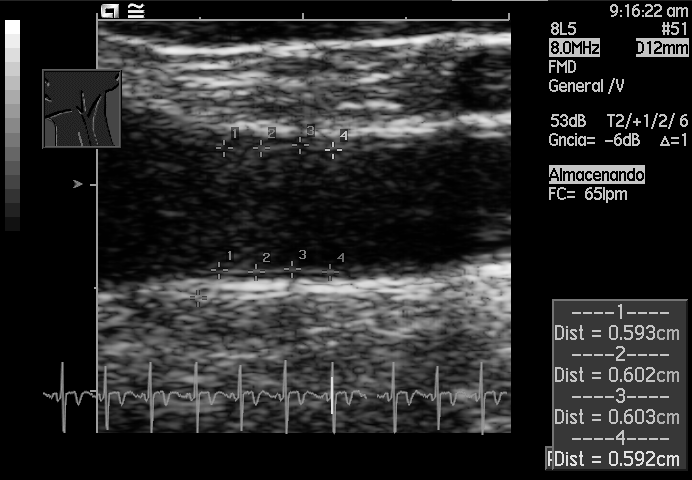 9:16:22 am
8L5 #51
8.0MHz D12mm
FMD
General /V
53dB T2/+1/2/ 6
Gncia= -6dB Δ=1
Almacenando
FC= 65lpm
1 2 3 4
1 2 3 4
----1----
Dist = 0.593cm
----2----
Dist = 0.602cm
----3----
Dist = 0.603cm
----4----
Dist = 0.592cm